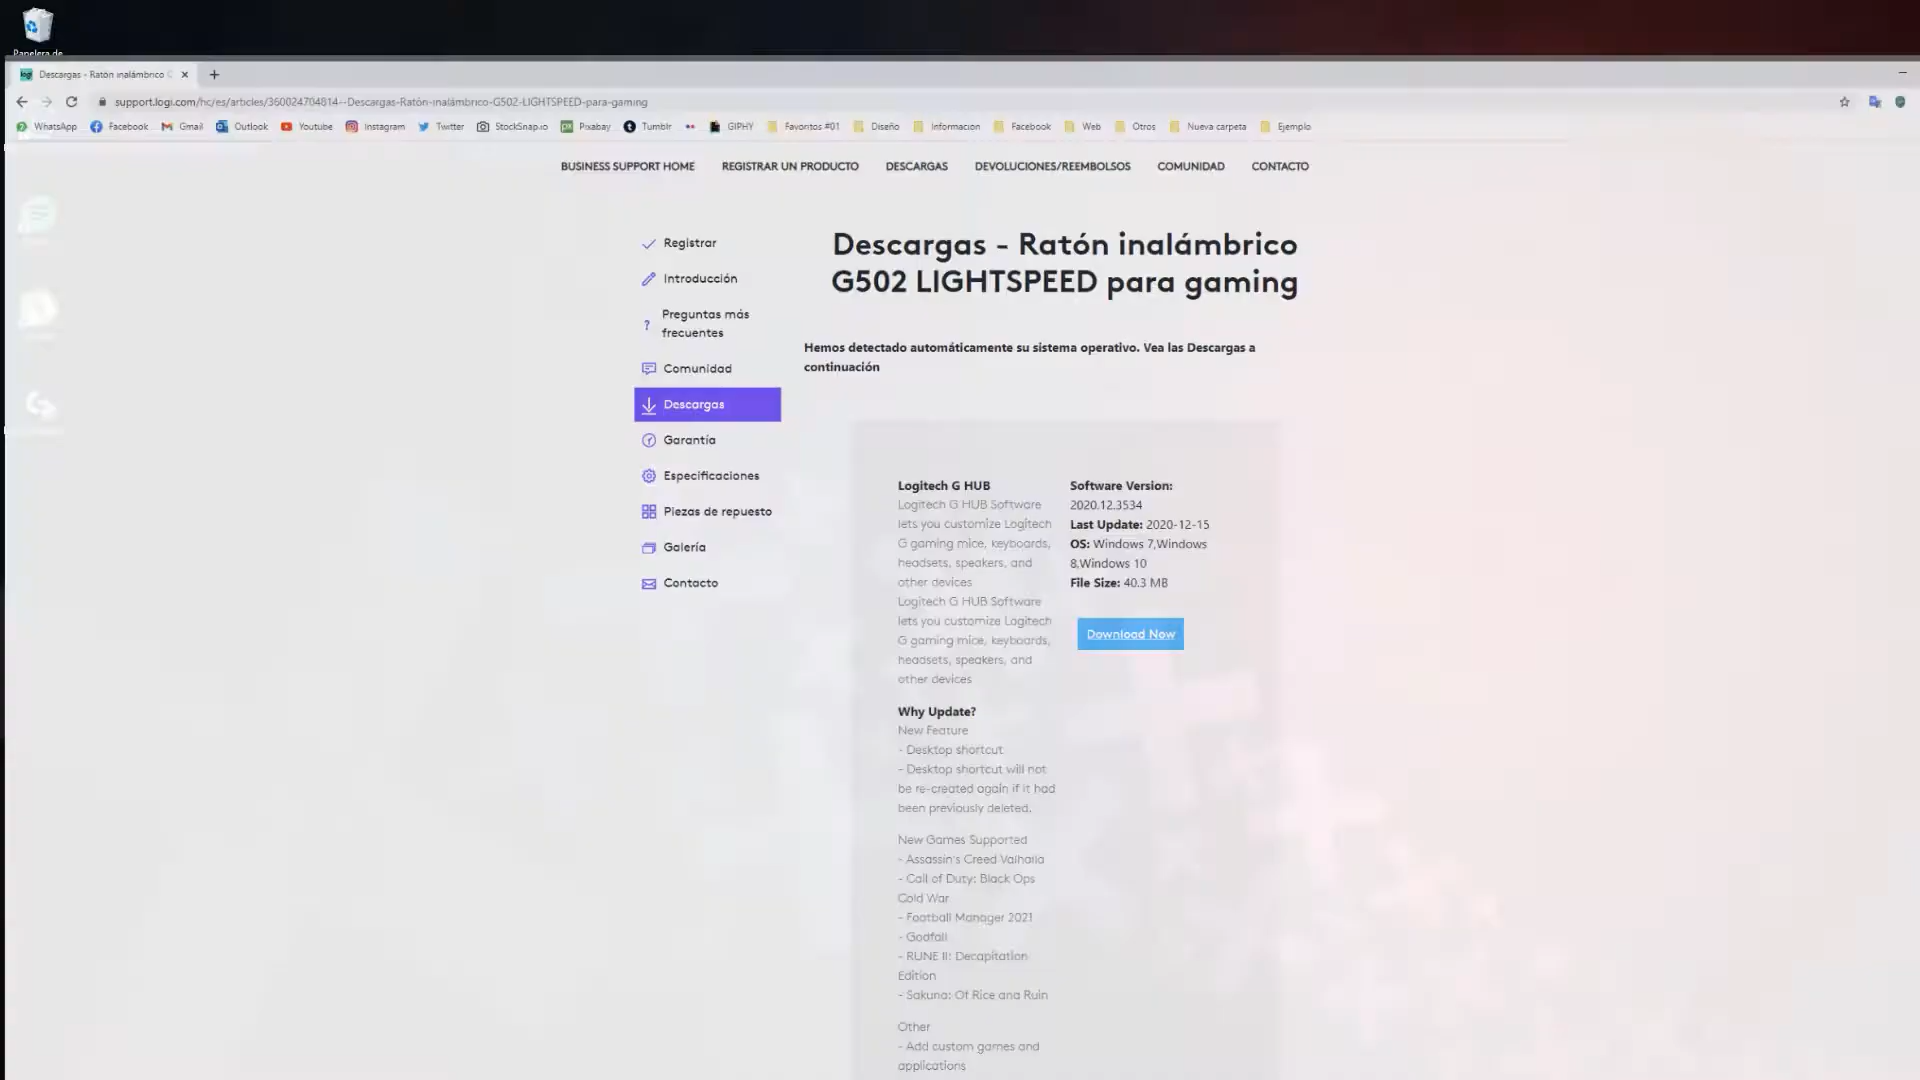 Papelera de
Descargas - Ratón inalámbrico G
support.logi.com/hc/es/articles/360024704814--Descargas-Ratón-inalámbrico-G502-LIGHTSPEED-para-gaming
WhatsApp Facebook Gmail Outlook Youtube Instagram Twitter StockSnap.io Pixabay Tumblr GIPHY Favoritos #01 Diseño Informacion Facebook Web Otros Nueva carpeta Ejemplo
BUSINESS SUPPORT HOME REGISTRAR UN PRODUCTO DESCARGAS DEVOLUCIONES/REEMBOLSOS COMUNIDAD CONTACTO
Registrar
Introducción
Preguntas más
frecuentes
Comunidad
Descargas
Garantía
Especificaciones
Piezas de repuesto
Galería
Contacto
Descargas - Ratón inalámbrico
G502 LIGHTSPEED para gaming
Hemos detectado automáticamente su sistema operativo. Vea las Descargas a
continuación
Logitech G HUB
Logitech G HUB Software
lets you customize Logitech
G gaming mice, keyboards,
headsets, speakers, and
other devices
Logitech G HUB Software
lets you customize Logitech
G gaming mice, keyboards,
headsets, speakers, and
other devices
Why Update?
New Feature
- Desktop shortcut
- Desktop shortcut will not
be re-created again if it had
been previously deleted.
New Games Supported
- Assassin's Creed Valhalla
- Call of Duty: Black Ops
Cold War
- Football Manager 2021
- Godfall
- RUNE II: Decapitation
Edition
- Sakuna: Of Rice and Ruin
Other
- Add custom games and
applications
Software Version:
2020.12.3534
Last Update: 2020-12-15
OS: Windows 7,Windows
8,Windows 10
File Size: 40.3 MB
Download Now